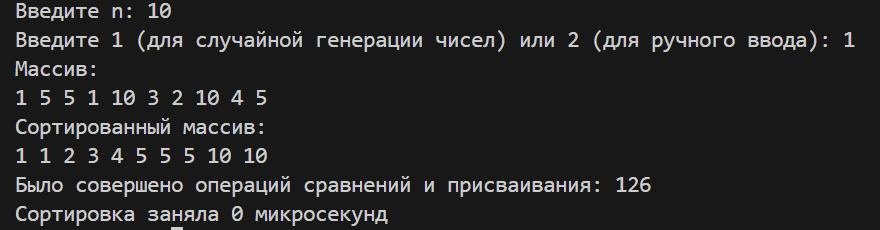 Введите n: 10
Введите 1 (для случайной генерации чисел) или 2 (для ручного ввода): 1
Массив:
1 5 5 1 10 3 2 10 4 5
Сортированный массив:
1 1 2 3 4 5 5 5 10 10
Было совершено операций сравнений и присваивания: 126
Сортировка заняла 0 микросекунд